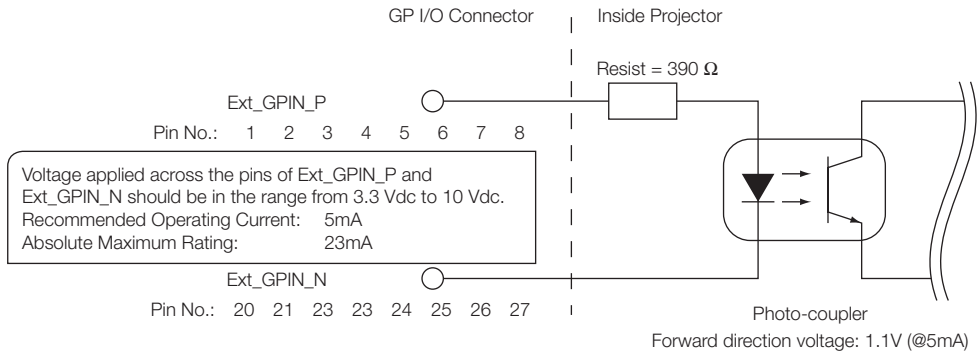 GP I/O Connector
Inside Projector
Resist = 390 Ω
Ext_GPIN_P
Pin No.: 1 2 3 4 5 6 7 8
Voltage applied across the pins of Ext_GPIN_P and
Ext_GPIN_N should be in the range from 3.3 Vdc to 10 Vdc.
Recommended Operating Current: 5mA
Absolute Maximum Rating: 23mA
Ext_GPIN_N
Pin No.: 20 21 23 23 24 25 26 27
Photo-coupler
Forward direction voltage: 1.1V (@5mA)